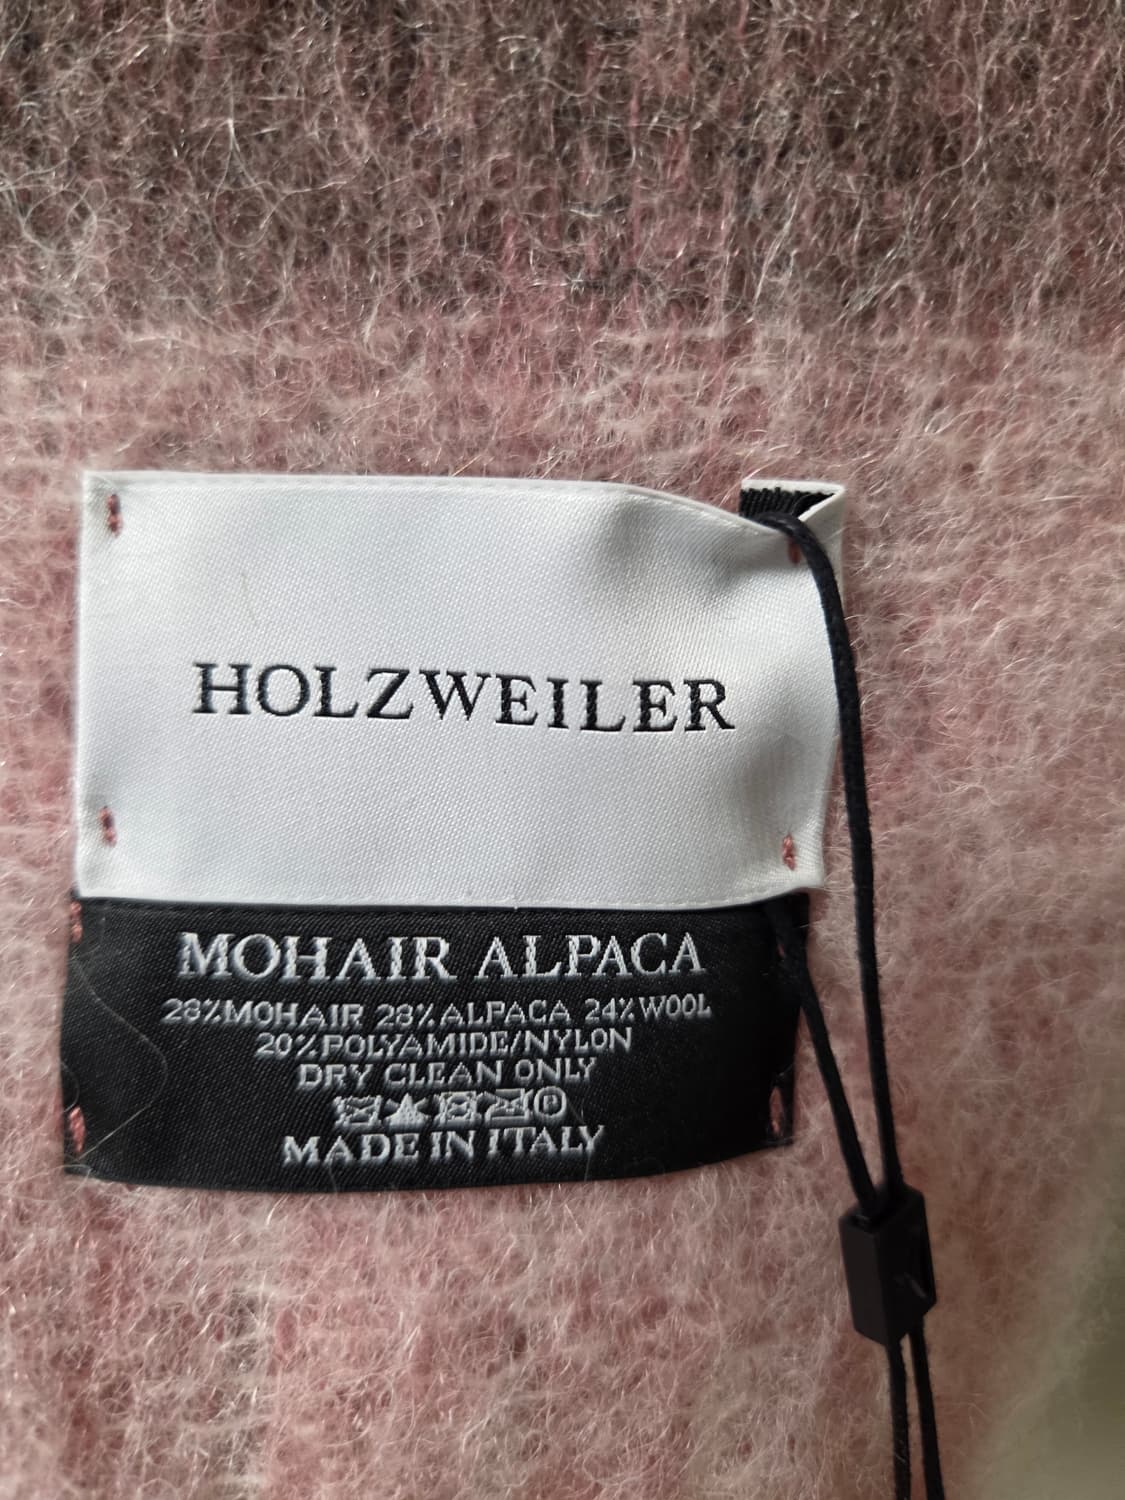 HOLZWEILER
MOHAIR ALPACA
28%MOHAIR 28%ALPACA 24%WOOL
20%POLYAMIDE/NYLON
DRY CLEAN ONLY
P
MADE IN ITALY